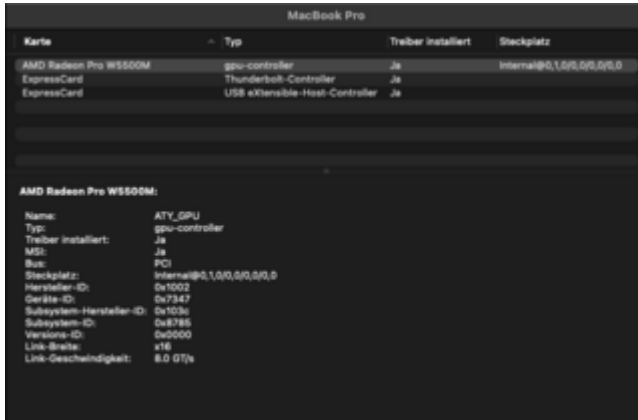 MacBook Pro
Karte Typ Treiber installiert Steckplatz
AMD Radeon Pro W5500M gpu-controller Ja Internal@0,1,0/0,0/0,0/0,0
ExpressCard Thunderbolt-Controller Ja
ExpressCard USB eXtensible-Host-Controller Ja
AMD Radeon Pro W5500M:
Name: ATY_GPU
Typ: gpu-controller
Treiber installiert: Ja
MSI: Ja
Bus: PCI
Steckplatz: Internal@0,1,0/0,0/0,0/0,0
Hersteller-ID: 0x1002
Geräte-ID: 0x7347
Subsystem-Hersteller-ID: 0x103c
Subsystem-ID: 0x8785
Versions-ID: 0x0000
Link-Breite: x16
Link-Geschwindigkeit: 8.0 GT/s